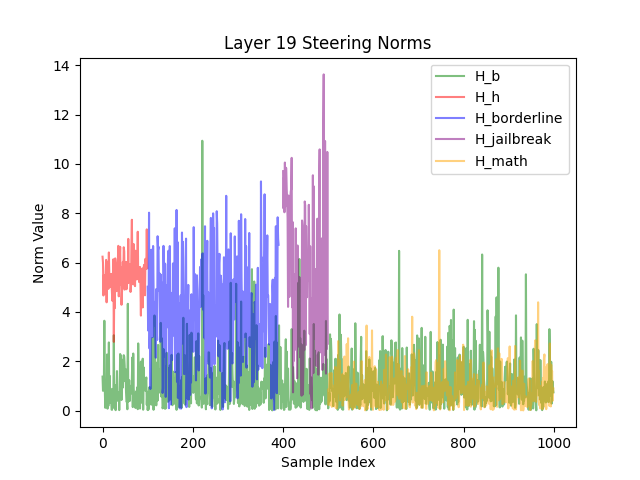 Layer 19 Steering Norms
14
12
10
8
6
4
2
0
Norm Value
0 200 400 600 800 1000
Sample Index
H_b
H_h
H_borderline
H_jailbreak
H_math